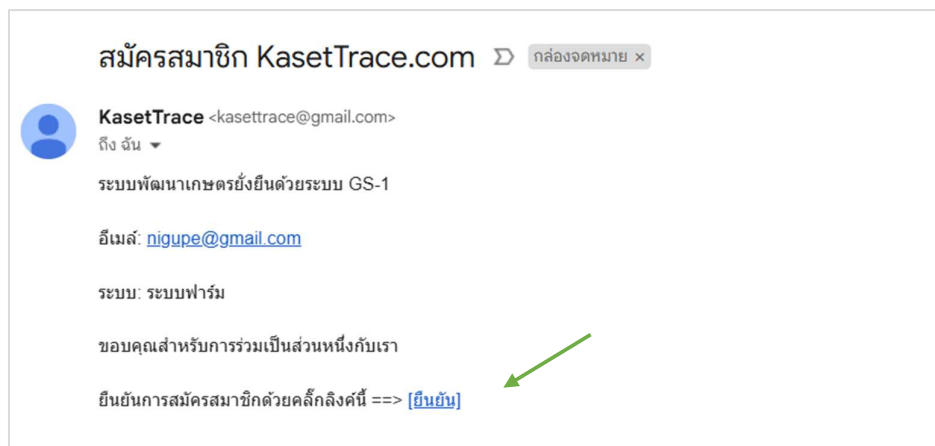 สมัครสมาชิก KasetTrace.com กล่องจดหมาย ×
KasetTrace <kasettrace@gmail.com>
ถึง ฉัน
ระบบพัฒนาเกษตรยั่งยืนด้วยระบบ GS-1
อีเมล์: nigupe@gmail.com
ระบบ: ระบบฟาร์ม
ขอบคุณสำหรับการร่วมเป็นส่วนหนึ่งกับเรา
ยืนยันการสมัครสมาชิกด้วยคลิ๊กลิงค์นี้ ==> [ยืนยัน]